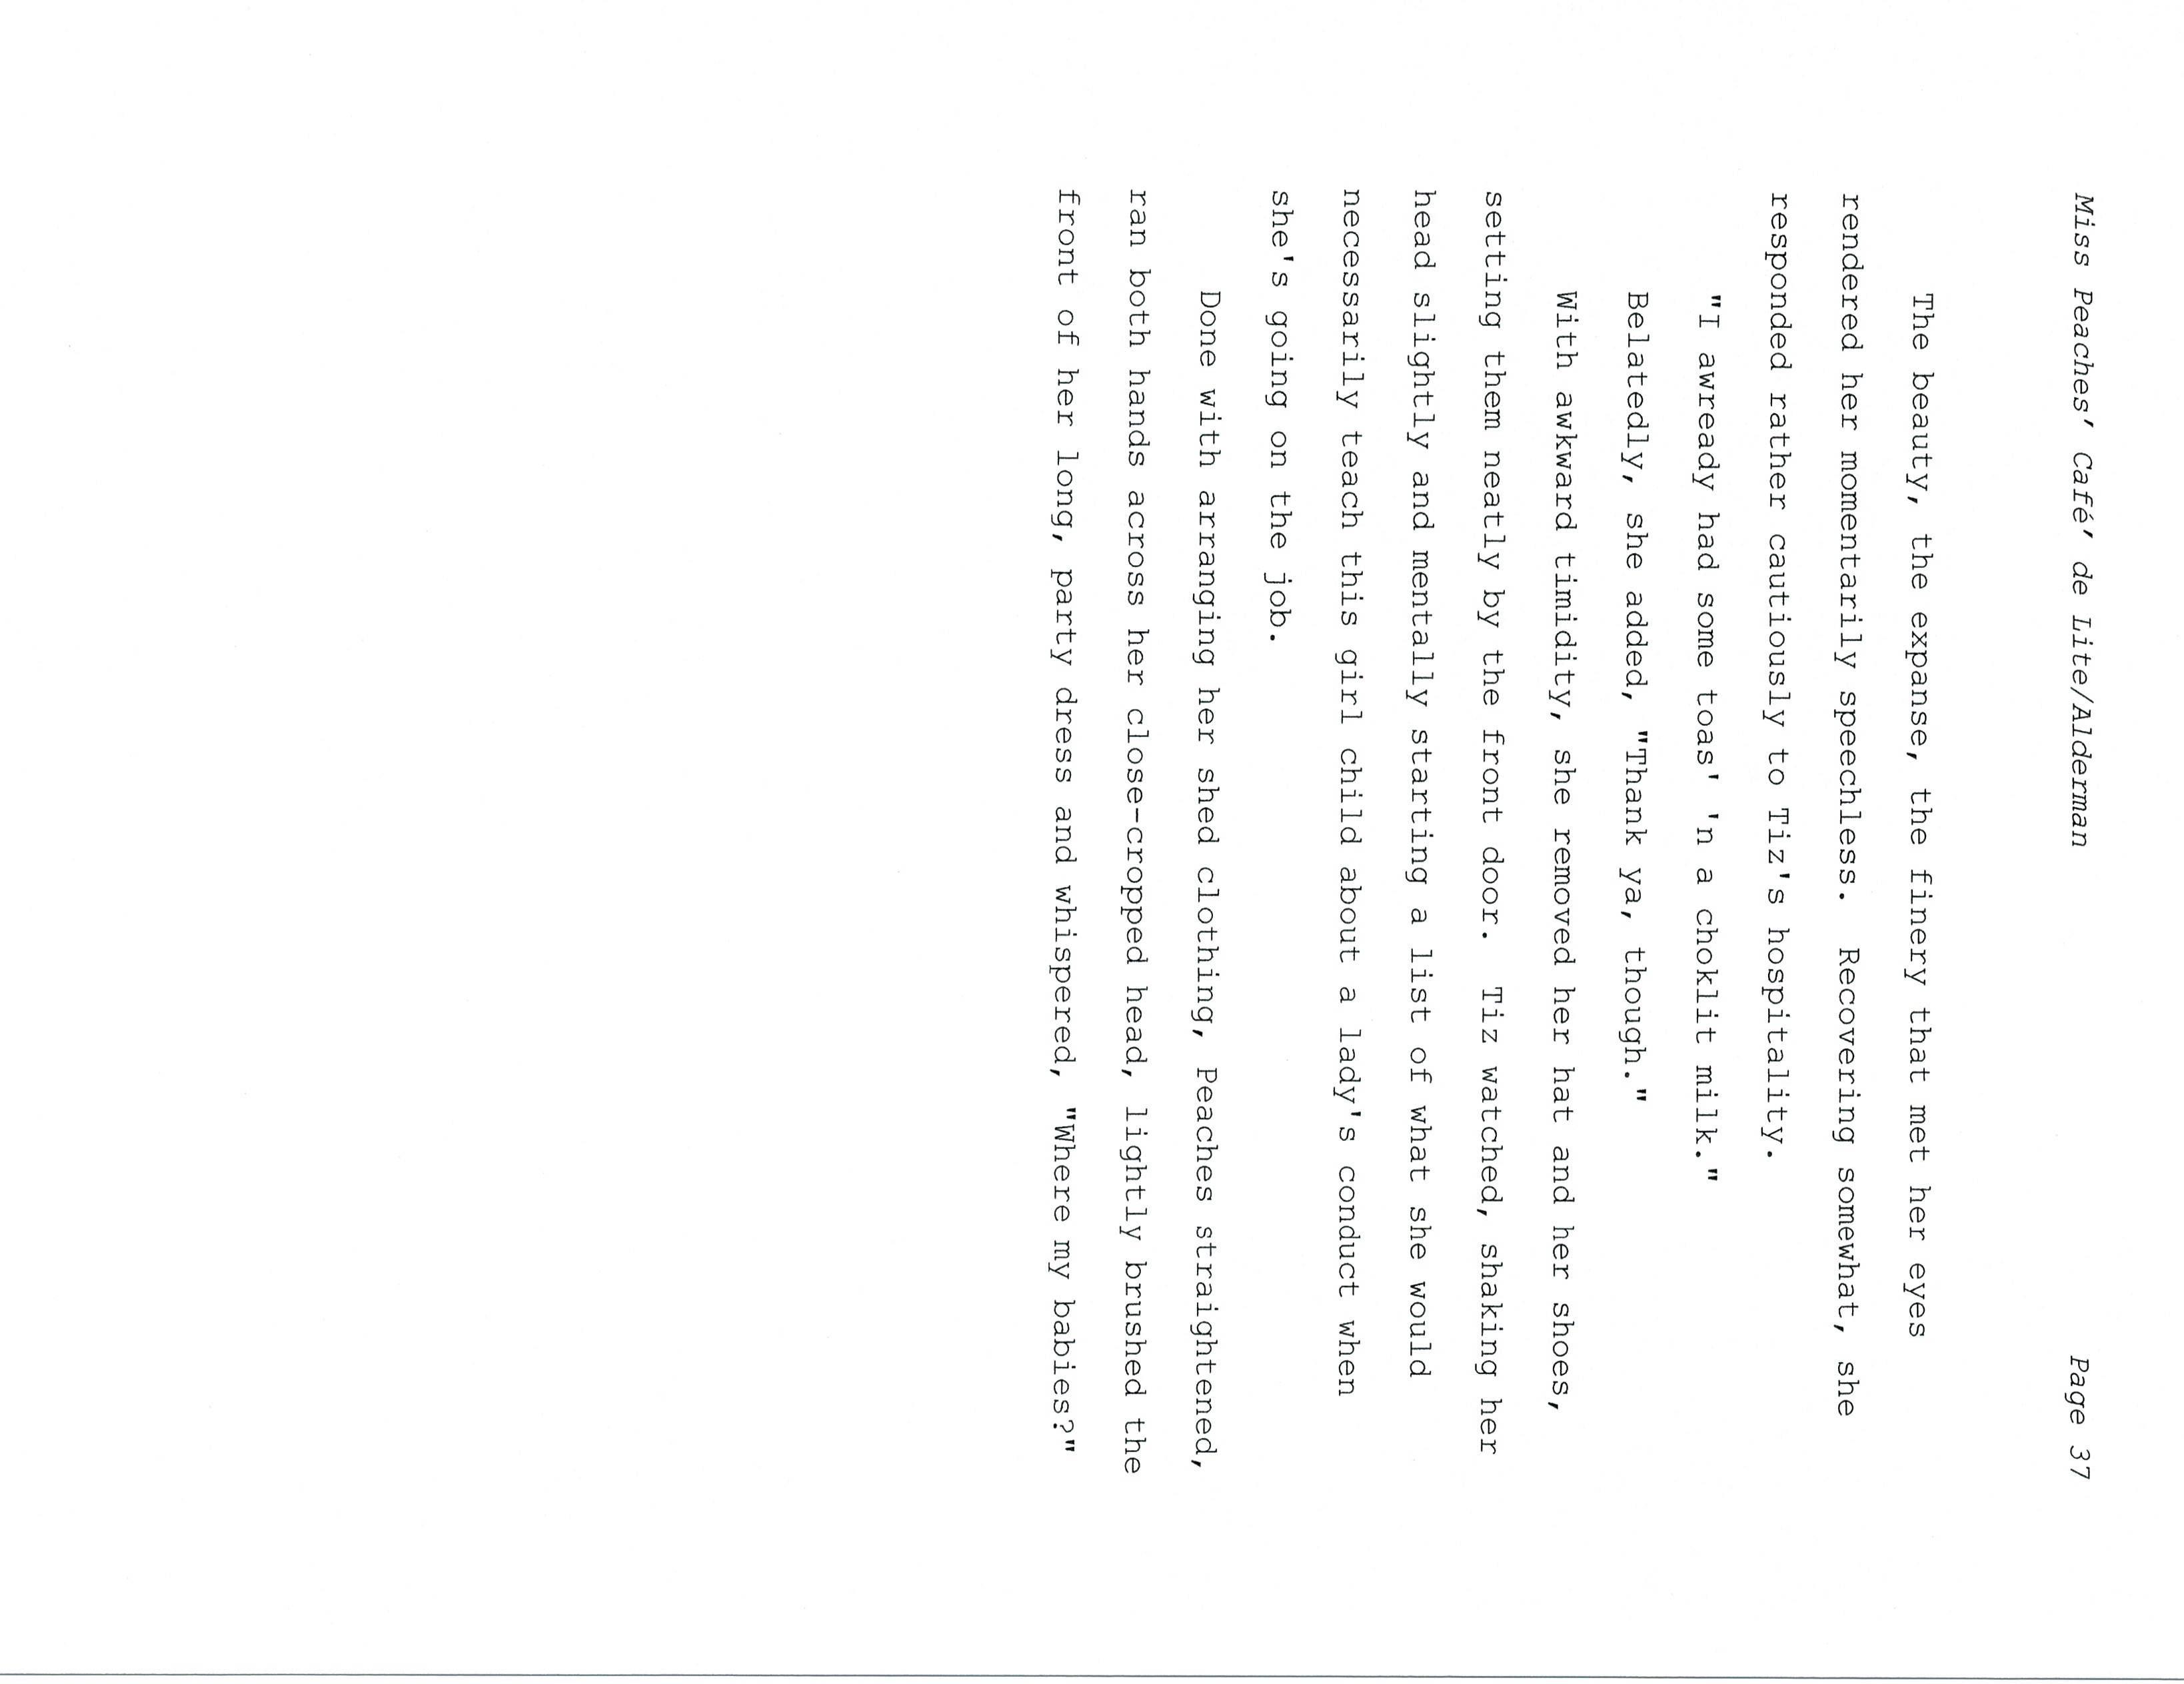 Miss Peaches' Café' de Lite/Alderman Page 37
The beauty, the expanse, the finery that met her eyes
rendered her momentarily speechless.  Recovering somewhat, she
responded rather cautiously to Tiz's hospitality.
"I awready had some toas' 'n a choklit milk."
Belatedly, she added, "Thank ya, though."
With awkward timidity, she removed her hat and her shoes,
setting them neatly by the front door.  Tiz watched, shaking her
head slightly and mentally starting a list of what she would
necessarily teach this girl child about a lady's conduct when
she's going on the job.
Done with arranging her shed clothing, Peaches straightened,
ran both hands across her close-cropped head, lightly brushed the
front of her long, party dress and whispered, "Where my babies?"